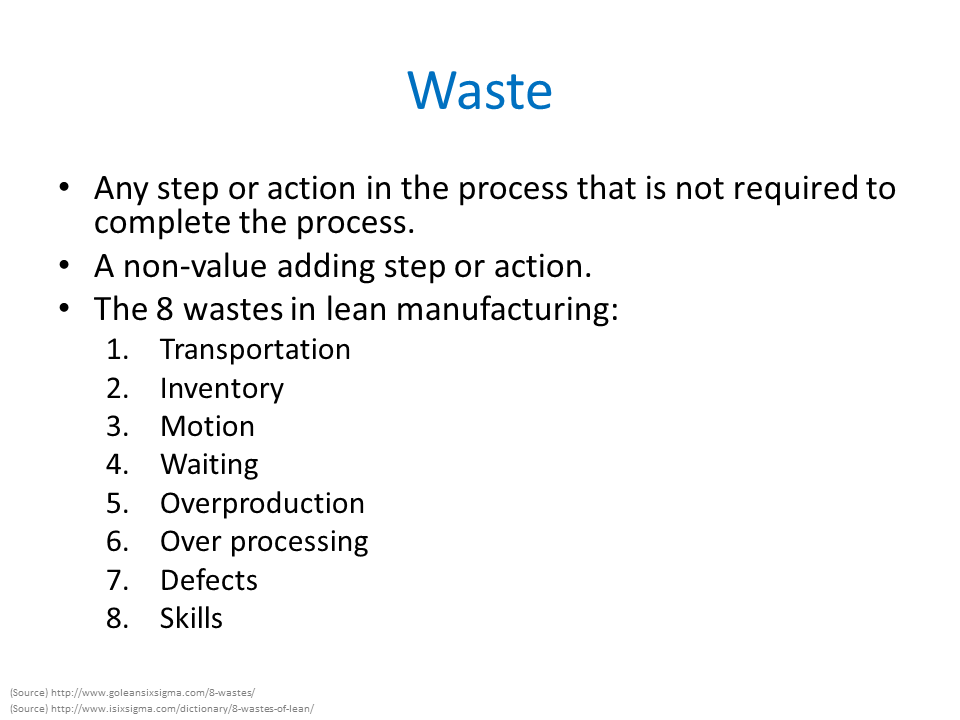 Waste
• Any step or action in the process that is not required to
complete the process.
• A non-value adding step or action.
• The 8 wastes in lean manufacturing:
1. Transportation
2. Inventory
3. Motion
4. Waiting
5. Overproduction
6. Over processing
7. Defects
8. Skills
(Source) http://www.goleansixsigma.com/8-wastes/
(Source) http://www.isixsigma.com/dictionary/8-wastes-of-lean/